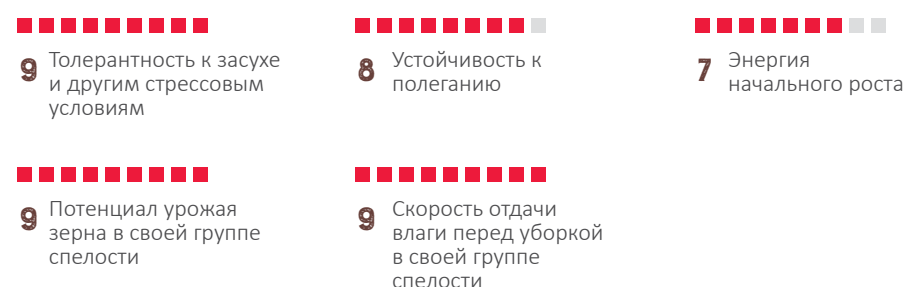 9 Толерантность к засухе
и другим стрессовым
условиям
8 Устойчивость к
полеганию
7 Энергия
начального роста
9 Потенциал урожая
зерна в своей группе
спелости
9 Скорость отдачи
влаги перед уборкой
в своей группе
спелости